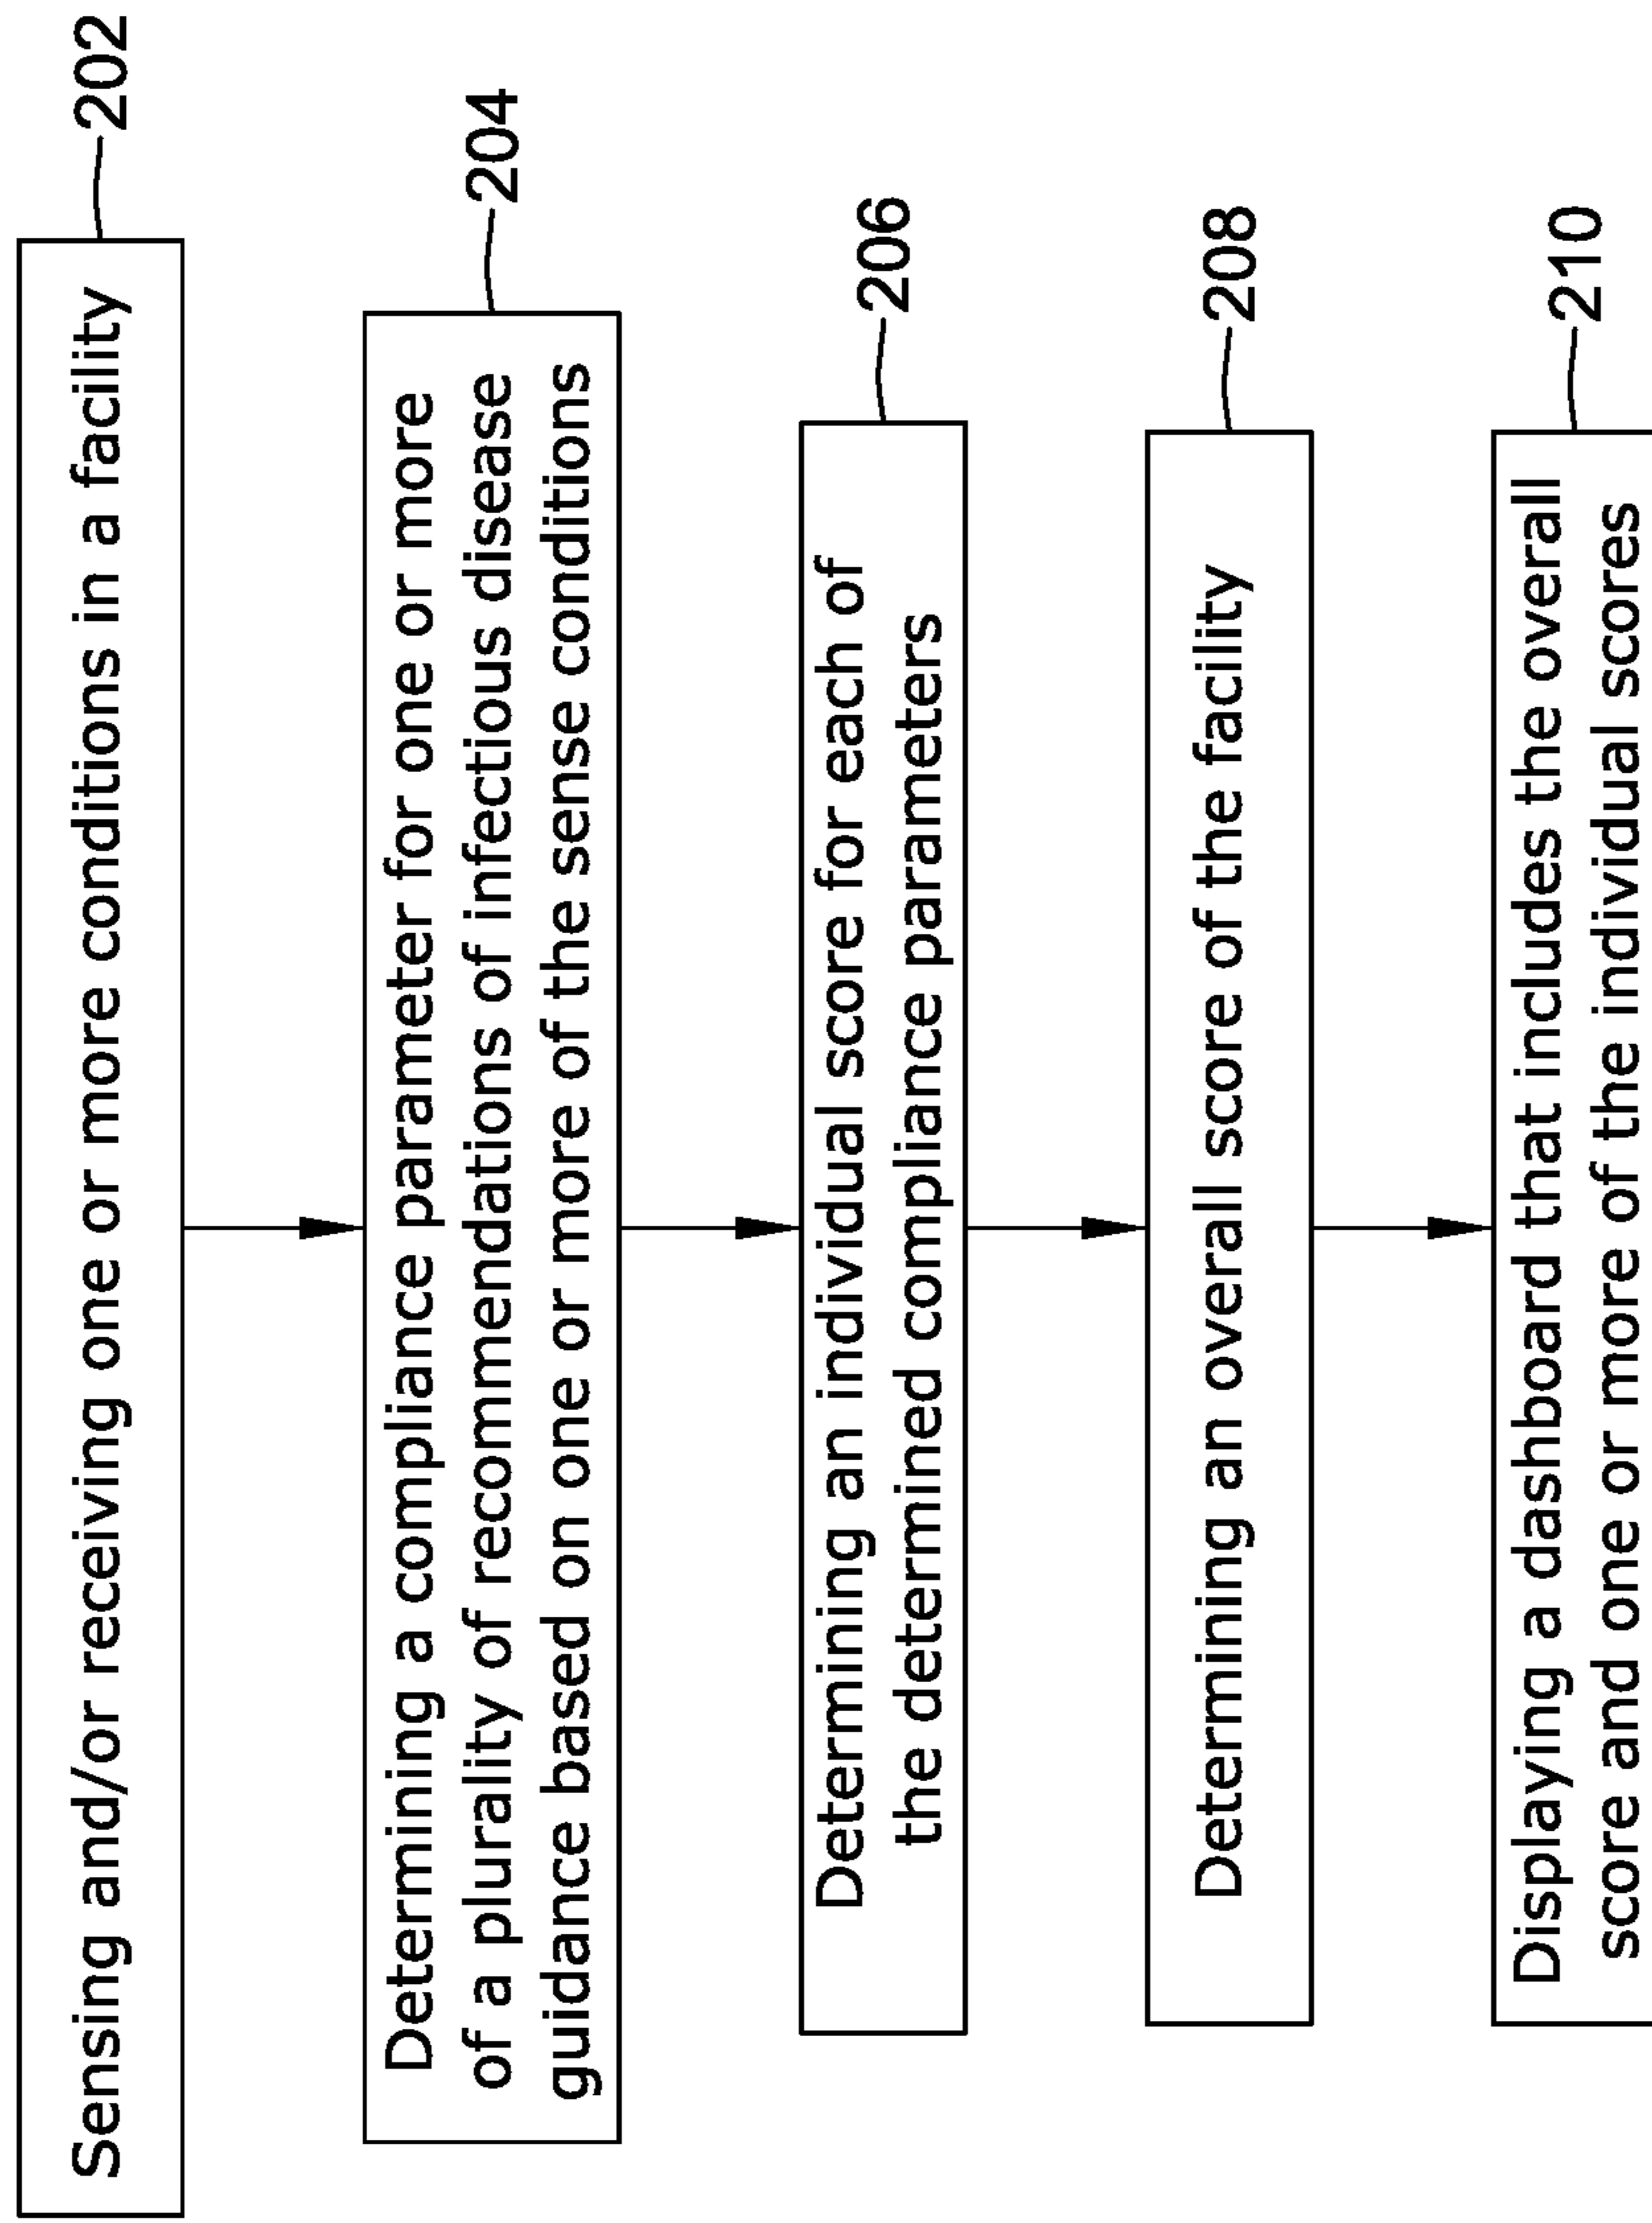 Sensing and/or receiving one or more conditions in a facility
202
Determining a compliance parameter for one or more
of a plurality of recommendations of infectious disease
guidance based on one or more of the sense conditions
204
Determining an individual score for each of
the determined compliance parameters
206
Determining an overall score of the facility
208
Displaying a dashboard that includes the overall
score and one or more of the individual scores
210